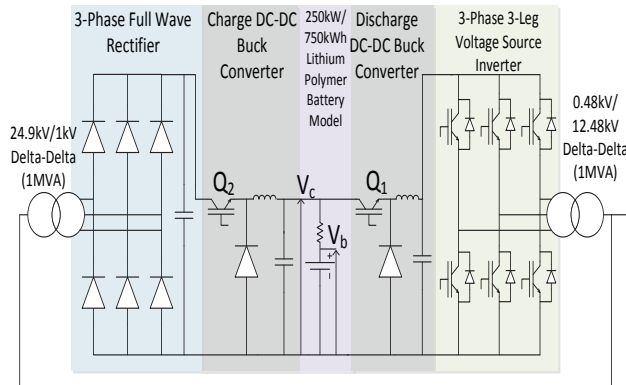 3-Phase Full Wave
Rectifier
Charge DC-DC
Buck
Converter
250kW/
750kWh
Lithium
Polymer
Battery
Model
Discharge
DC-DC Buck
Converter
3-Phase 3-Leg
Voltage Source
Inverter
24.9kV/1kV
Delta-Delta
(1MVA)
0.48kV/
12.48kV
Delta-Delta
(1MVA)
Q2
Vc
Q1
Vb
+
-